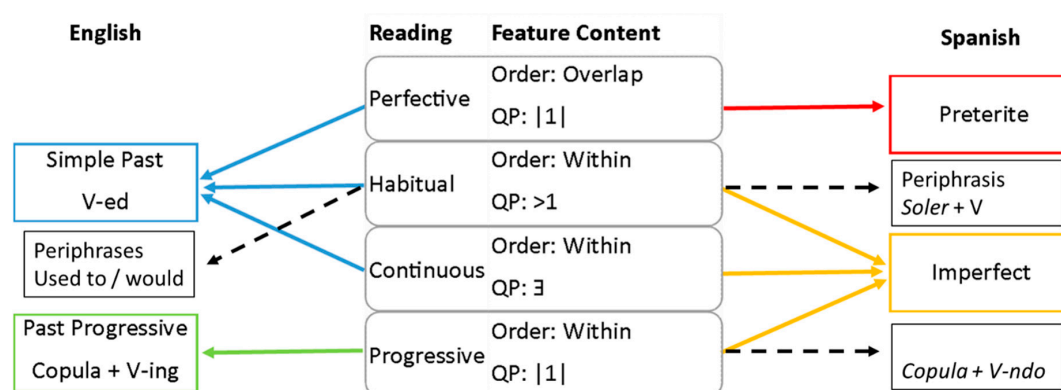 English
Reading
Feature Content
Spanish
Simple Past
V-ed
Periphrases
Used to / would
Past Progressive
Copula + V-ing
Perfective
Order: Overlap
QP: |1|
Habitual
Order: Within
QP: >1
Continuous
Order: Within
QP: ∃
Progressive
Order: Within
QP: |1|
Preterite
Periphrasis
Soler + V
Imperfect
Copula + V-ndo